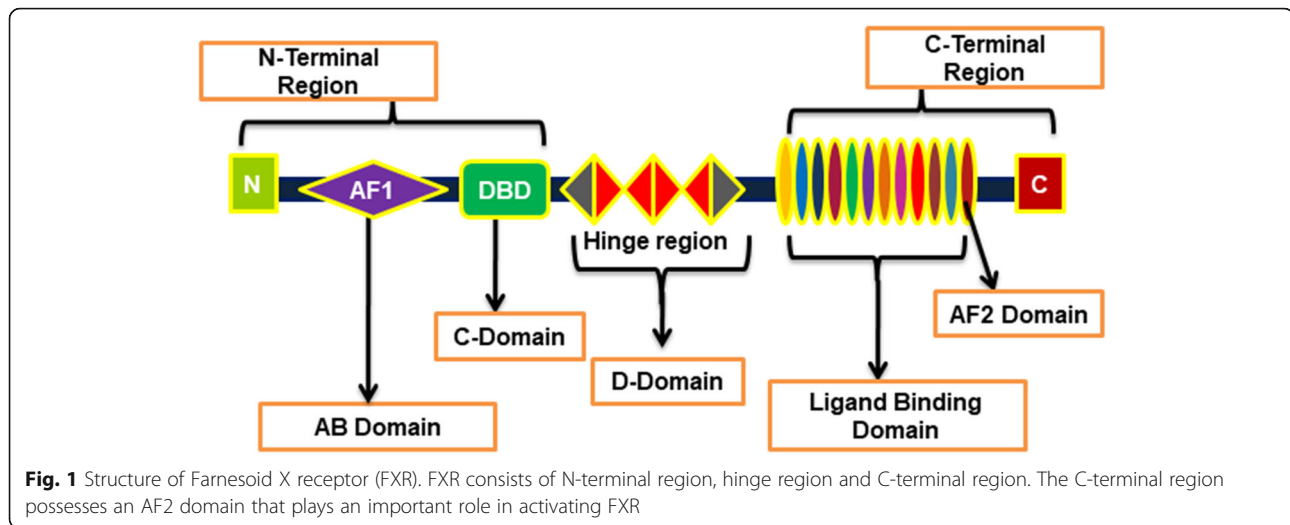 N-Terminal
Region
C-Terminal
Region
N
AF1
DBD
C
Hinge region
AF2 Domain
C-Domain
D-Domain
Ligand Binding
Domain
AB Domain
Fig. 1 Structure of Farnesoid X receptor (FXR). FXR consists of N-terminal region, hinge region and C-terminal region. The C-terminal region
possesses an AF2 domain that plays an important role in activating FXR